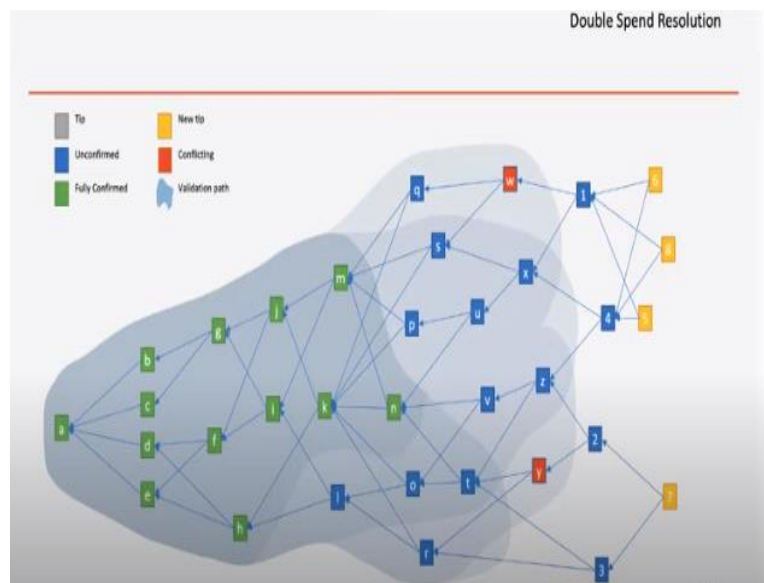 Double Spend Resolution
Tip
New tip
Unconfirmed
Conflicting
Fully Confirmed
Validation path
q
w
1
6
s
x
8
m
p
u
4
5
b
g
j
z
c
k
n
v
a
i
d
f
2
e
o
t
y
l
7
h
r
3